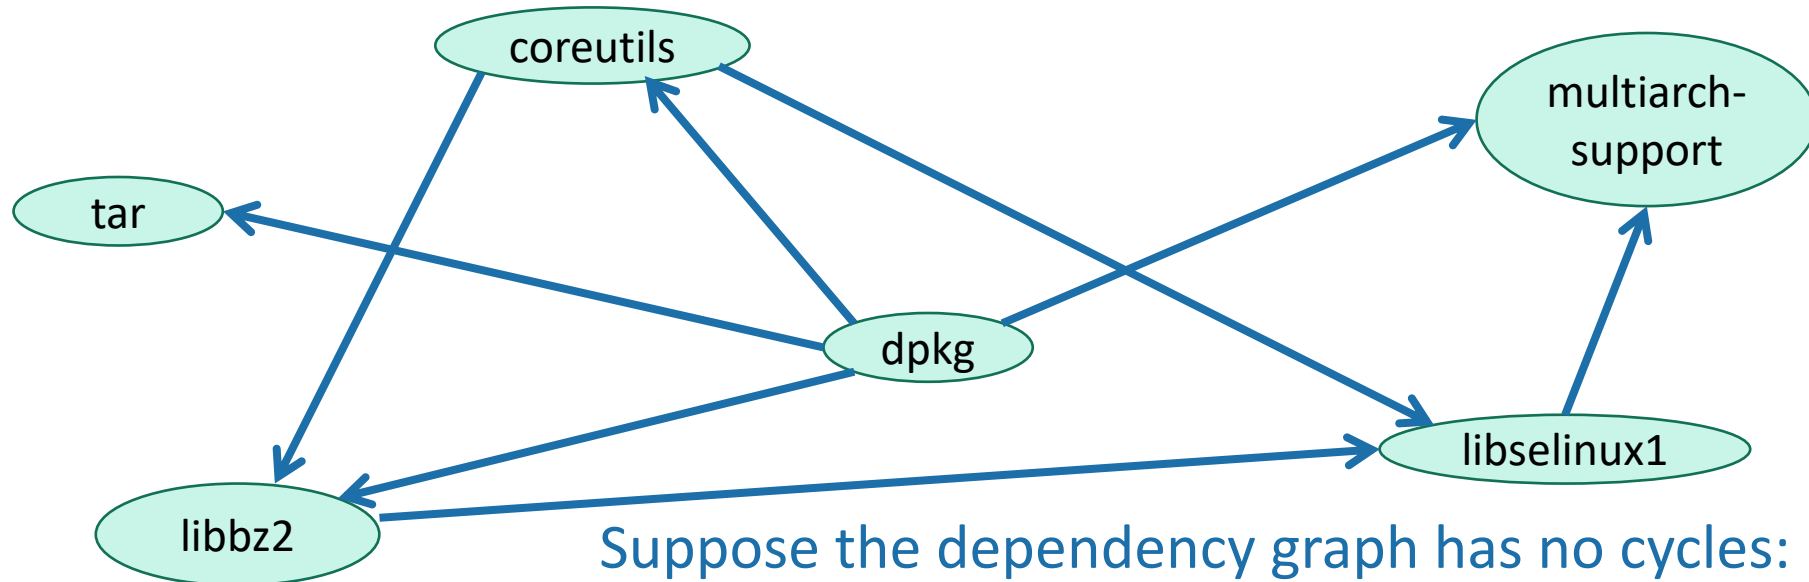 coreutils
multiarch-
support
tar
dpkg
libselinux1
libbz2
Suppose the dependency graph has no cycles: